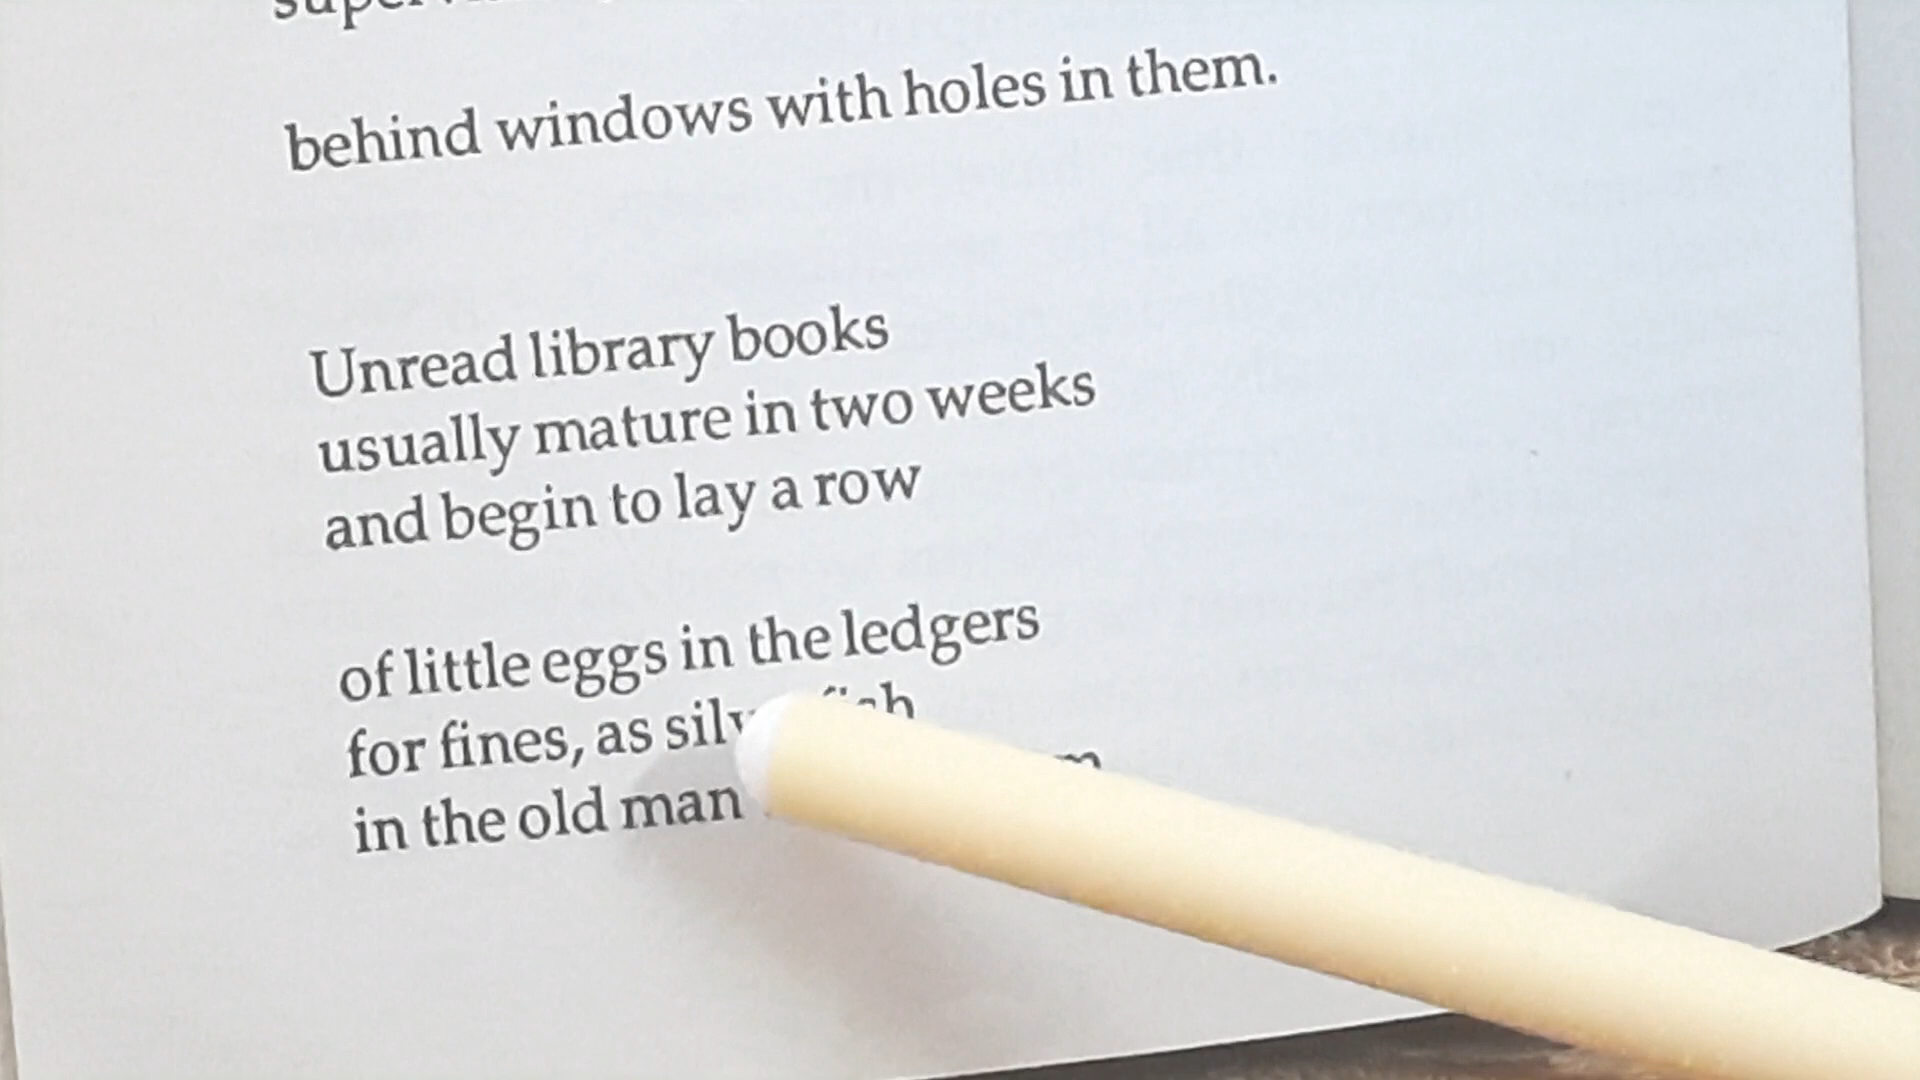 behind windows with holes in them.
Unread library books
usually mature in two weeks
and begin to lay a row
of little eggs in the ledgers
for fines, as
in the old man